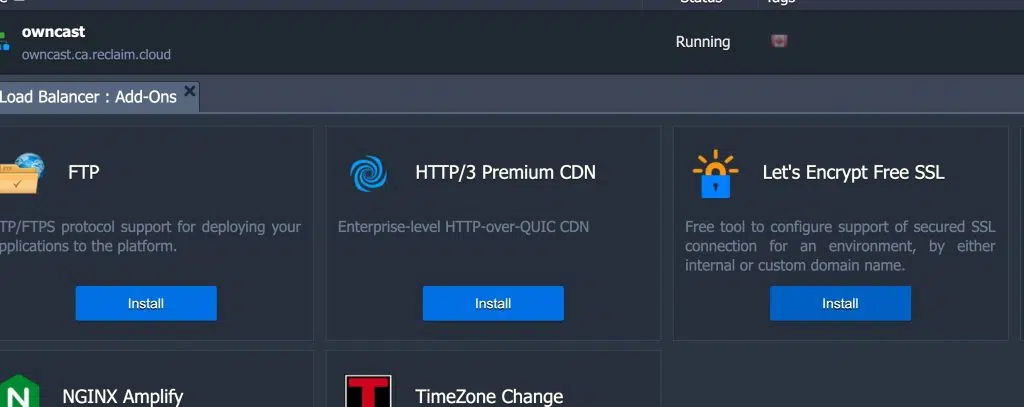 Status
Tags
owncast
owncast.ca.reclaim.cloud
Running
Load Balancer : Add-Ons
FTP
HTTP/3 Premium CDN
Let's Encrypt Free SSL
TP/FTPS protocol support for deploying your
pplications to the platform.
Enterprise-level HTTP-over-QUIC CDN
Free tool to configure support of secured SSL
connection for an environment, by either
internal or custom domain name.
Install
Install
Install
NGINX Amplify
TimeZone Change